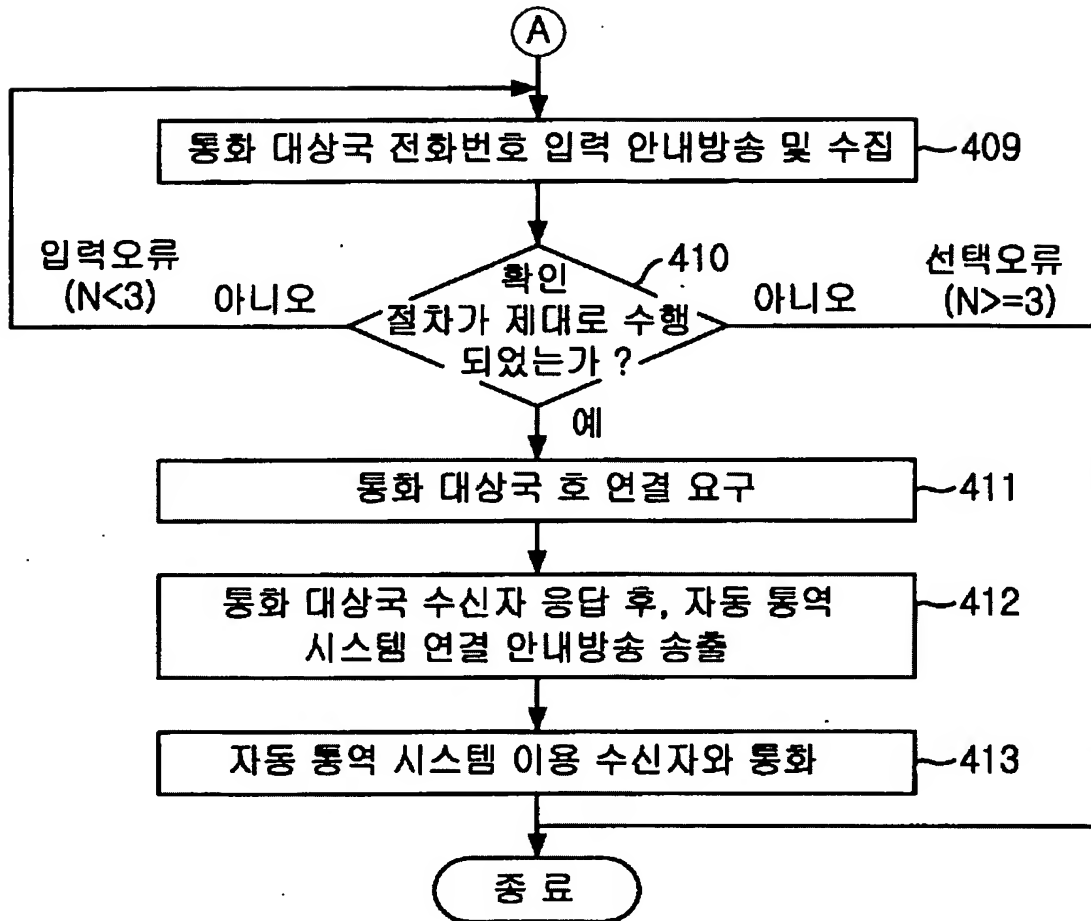 A
통화 대상국 전화번호 입력 안내방송 및 수집
409
입력오류
(N<3)
아니오
확인
절차가 제대로 수행
되었는가 ?
410
아니오
선택오류
(N>=3)
예
통화 대상국 호 연결 요구
411
통화 대상국 수신자 응답 후, 자동 통역
시스템 연결 안내방송 송출
412
자동 통역 시스템 이용 수신자와 통화
413
종 료